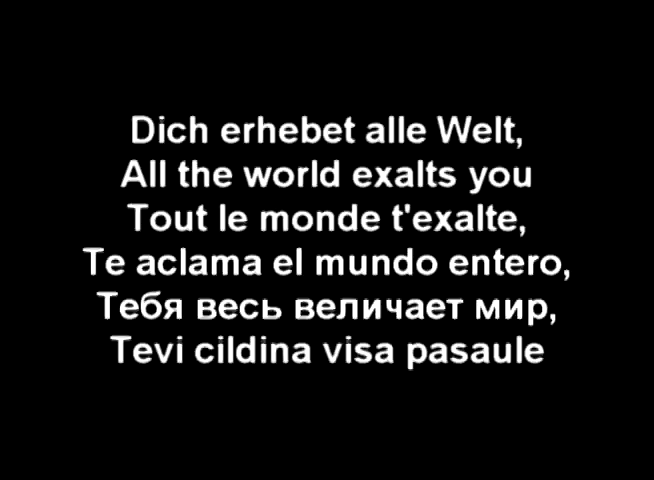 Dich erhebet alle Welt,
All the world exalts you
Tout le monde t'exalte,
Te aclama el mundo entero,
Тебя весь величает мир,
Tevi cildina visa pasaule